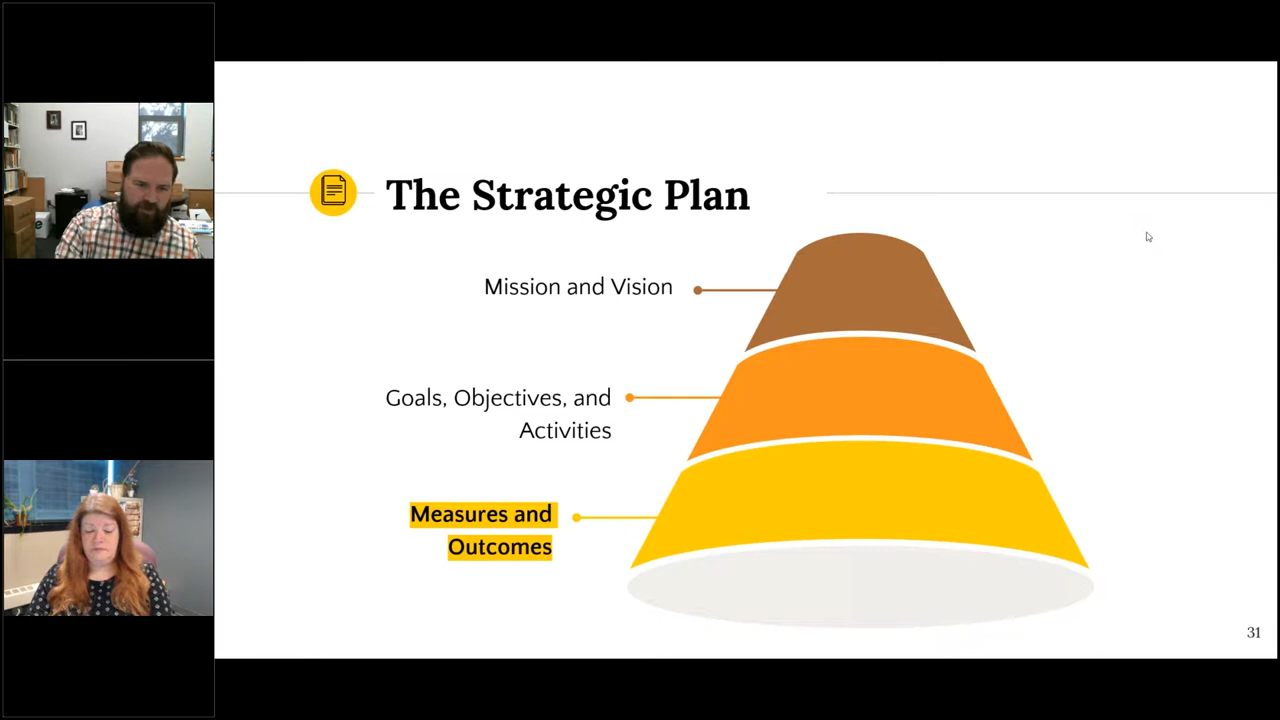 The Strategic Plan
Mission and Vision
Goals, Objectives, and
Activities
Measures and
Outcomes
31